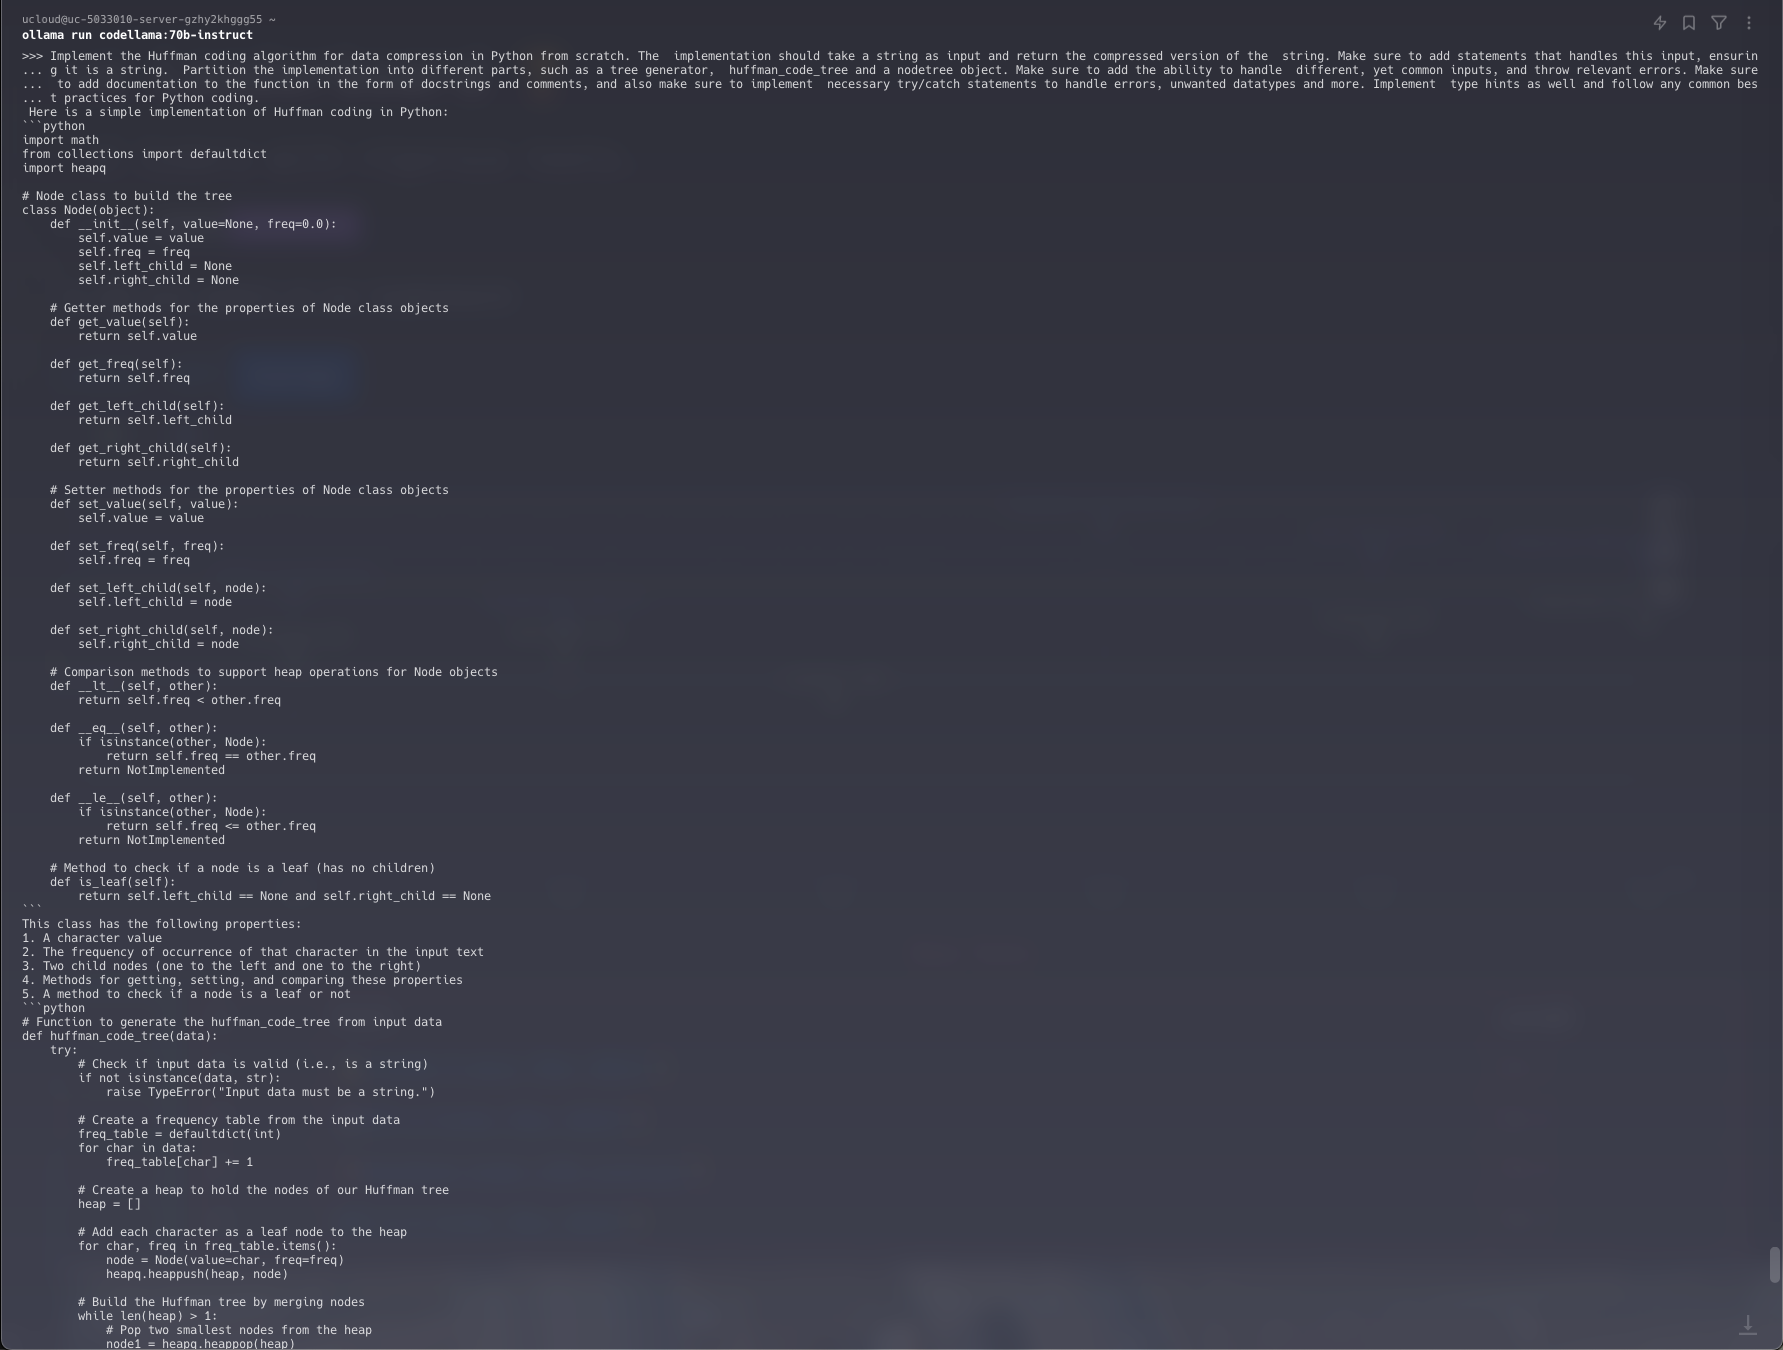 ucloud@uc-5033010-server-gzhy2khggg55 ~
ollama run codellama:70b-instruct
>>> Implement the Huffman coding algorithm for data compression in Python from scratch. The  implementation should take a string as input and return the compressed version of the  string. Make sure to add statements that handles this input, ensurin
... g it is a string.  Partition the implementation into different parts, such as a tree generator,  huffman_code_tree and a nodetree object. Make sure to add the ability to handle  different, yet common inputs, and throw relevant errors. Make sure
...  to add documentation to the function in the form of docstrings and comments, and also make sure to implement  necessary try/catch statements to handle errors, unwanted datatypes and more. Implement  type hints as well and follow any common bes
... t practices for Python coding.
 Here is a simple implementation of Huffman coding in Python:
```python
import math
from collections import defaultdict
import heapq

# Node class to build the tree
class Node(object):
    def __init__(self, value=None, freq=0.0):
        self.value = value
        self.freq = freq
        self.left_child = None
        self.right_child = None

    # Getter methods for the properties of Node class objects
    def get_value(self):
        return self.value

    def get_freq(self):
        return self.freq

    def get_left_child(self):
        return self.left_child

    def get_right_child(self):
        return self.right_child

    # Setter methods for the properties of Node class objects
    def set_value(self, value):
        self.value = value

    def set_freq(self, freq):
        self.freq = freq

    def set_left_child(self, node):
        self.left_child = node

    def set_right_child(self, node):
        self.right_child = node

    # Comparison methods to support heap operations for Node objects
    def __lt__(self, other):
        return self.freq < other.freq

    def __eq__(self, other):
        if isinstance(other, Node):
            return self.freq == other.freq
        return NotImplemented

    def __le__(self, other):
        if isinstance(other, Node):
            return self.freq <= other.freq
        return NotImplemented

    # Method to check if a node is a leaf (has no children)
    def is_leaf(self):
        return self.left_child == None and self.right_child == None
```
This class has the following properties:
1. A character value
2. The frequency of occurrence of that character in the input text
3. Two child nodes (one to the left and one to the right)
4. Methods for getting, setting, and comparing these properties
5. A method to check if a node is a leaf or not
```python
# Function to generate the huffman_code_tree from input data
def huffman_code_tree(data):
    try:
        # Check if input data is valid (i.e., is a string)
        if not isinstance(data, str):
            raise TypeError("Input data must be a string.")

        # Create a frequency table from the input data
        freq_table = defaultdict(int)
        for char in data:
            freq_table[char] += 1

        # Create a heap to hold the nodes of our Huffman tree
        heap = []

        # Add each character as a leaf node to the heap
        for char, freq in freq_table.items():
            node = Node(value=char, freq=freq)
            heapq.heappush(heap, node)

        # Build the Huffman tree by merging nodes
        while len(heap) > 1:
            # Pop two smallest nodes from the heap
            node1 = heapq.heappop(heap)